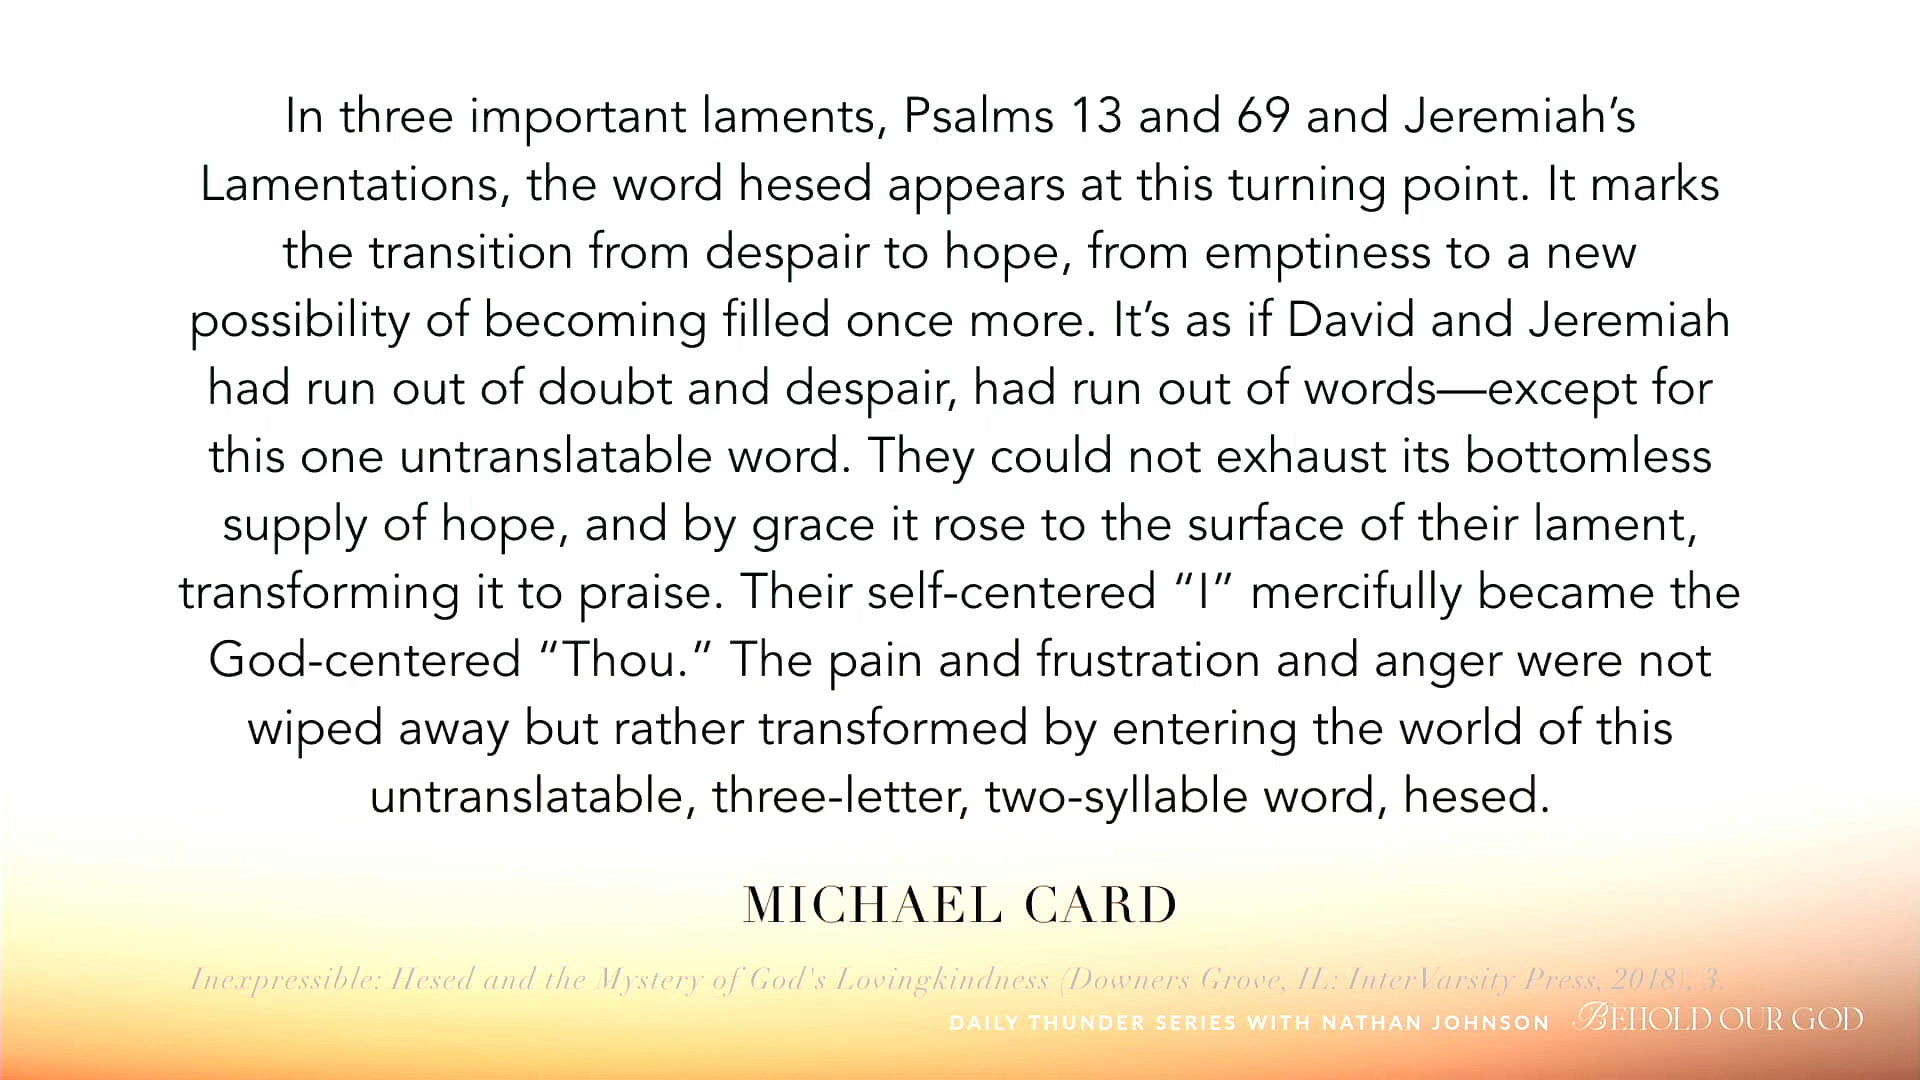 In three important laments, Psalms 13 and 69 and Jeremiah’s
Lamentations, the word hesed appears at this turning point. It marks
the transition from despair to hope, from emptiness to a new
possibility of becoming filled once more. It’s as if David and Jeremiah
had run out of doubt and despair, had run out of words—except for
this one untranslatable word. They could not exhaust its bottomless
supply of hope, and by grace it rose to the surface of their lament,
transforming it to praise. Their self-centered “I” mercifully became the
God-centered “Thou.” The pain and frustration and anger were not
wiped away but rather transformed by entering the world of this
untranslatable, three-letter, two-syllable word, hesed.
MICHAEL CARD
Inexpressible: Hesed and the Mystery of God's Lovingkindness (Downers Grove, IL: InterVarsity Press, 2018), 3.
DAILY THUNDER SERIES WITH NATHAN JOHNSON BEHOLD OUR GOD